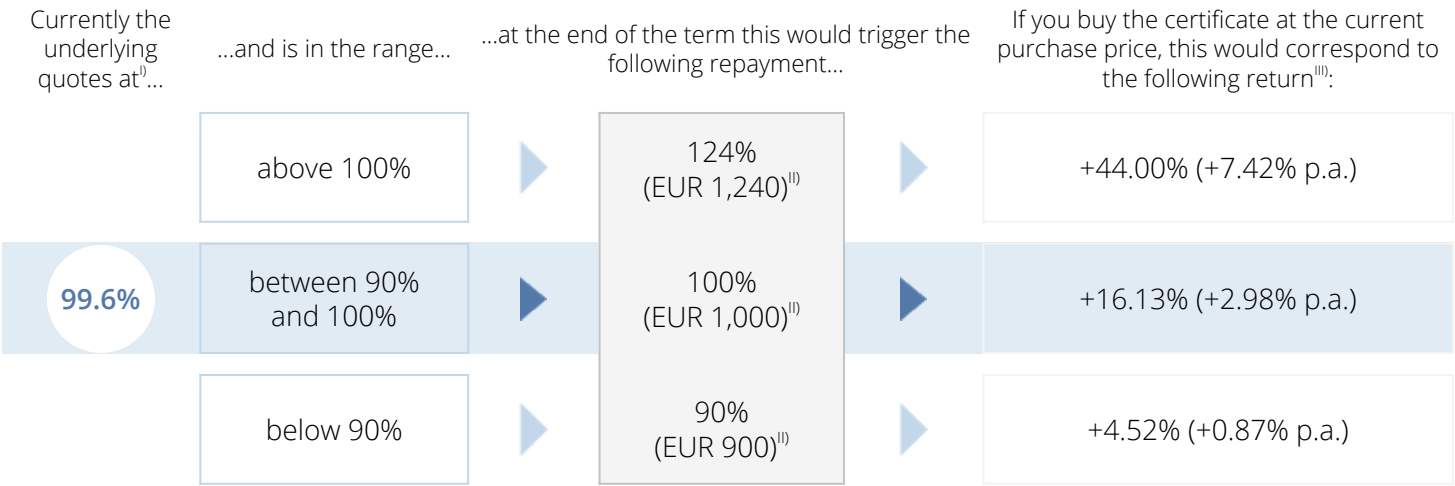 Currently the
underlying
quotes at I)...
...and is in the range...
...at the end of the term this would trigger the
following repayment...
If you buy the certificate at the current
purchase price, this would correspond to
the following return III):
above 100%
124%
(EUR 1,240) II)
+44.00% (+7.42% p.a.)
99.6%
between 90%
and 100%
100%
(EUR 1,000) II)
+16.13% (+2.98% p.a.)
below 90%
90%
(EUR 900) II)
+4.52% (+0.87% p.a.)